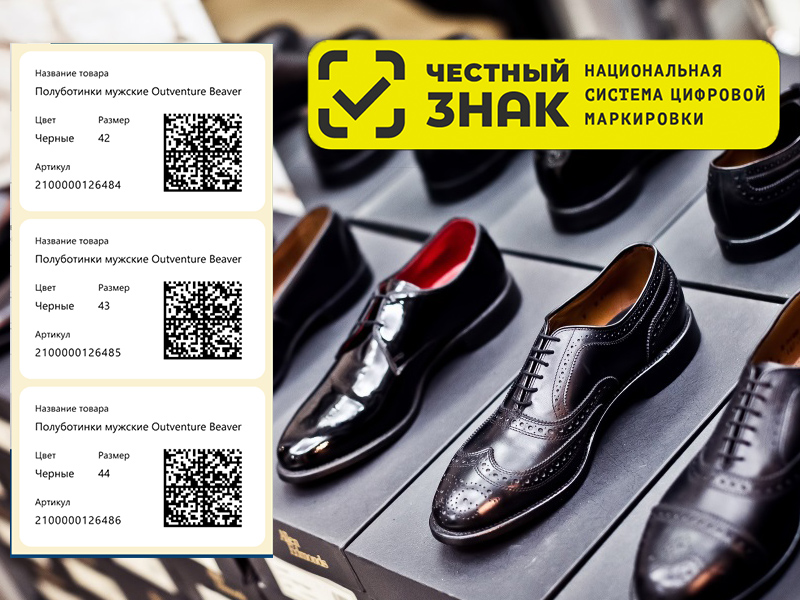 Название товара
Полуботинки мужские Outventure Beaver
Цвет Размер
Черные 42
Артикул
2100000126484
Название товара
Полуботинки мужские Outventure Beaver
Цвет Размер
Черные 43
Артикул
2100000126485
Название товара
Полуботинки мужские Outventure Beaver
Цвет Размер
Черные 44
Артикул
2100000126486
ЧЕСТНЫЙ
ЗНАК
НАЦИОНАЛЬНАЯ
СИСТЕМА ЦИФРОВОЙ
МАРКИРОВКИ